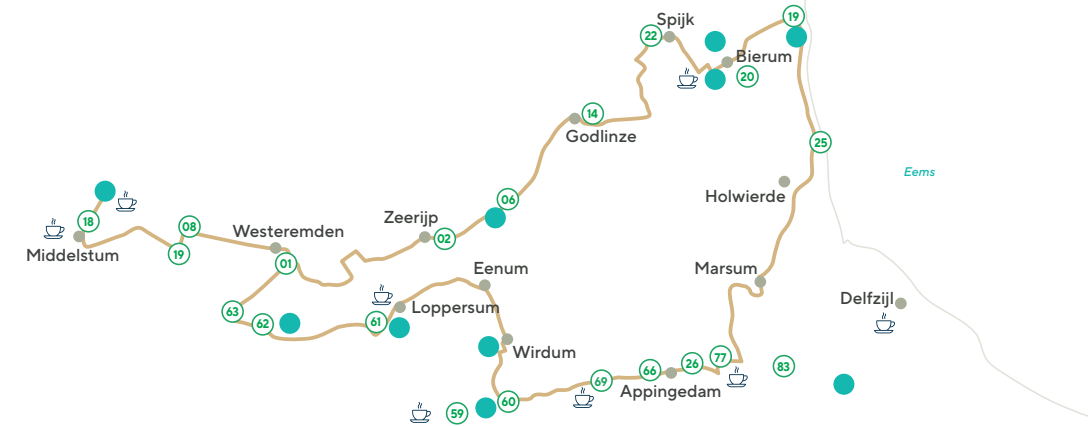 19
Spijk
22
Bierum
20
14
Godlinze
25
Eems
Holwierde
06
18
Zeerijp
08
Westeremden
02
Middelstum
19
01
Eenum
Marsum
Delfzijl
Loppersum
63
62
61
Wirdum
77
26
83
66
69
Appingedam
60
59